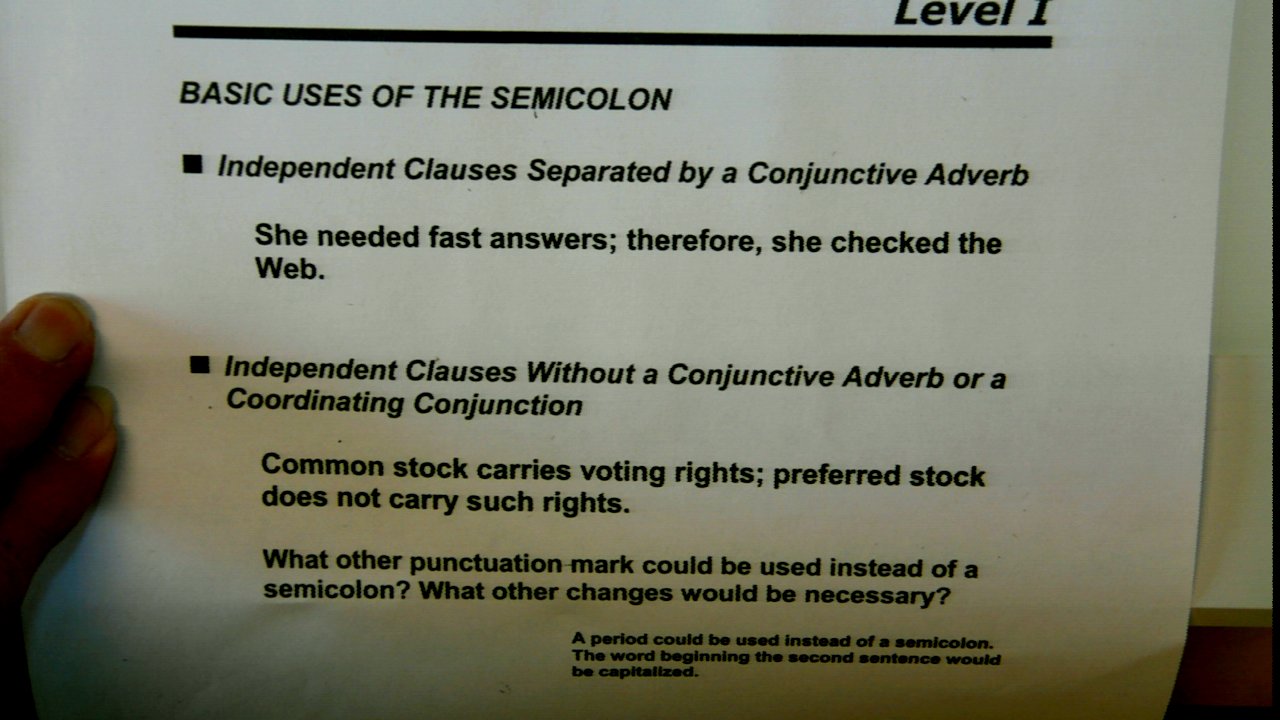 Level I
BASIC USES OF THE SEMICOLON
■ Independent Clauses Separated by a Conjunctive Adverb
She needed fast answers; therefore, she checked the
Web.
■ Independent Clauses Without a Conjunctive Adverb or a
Coordinating Conjunction
Common stock carries voting rights; preferred stock
does not carry such rights.
What other punctuation mark could be used instead of a
semicolon? What other changes would be necessary?
A period could be used instead of a semicolon.
The word beginning the second sentence would
be capitalized.